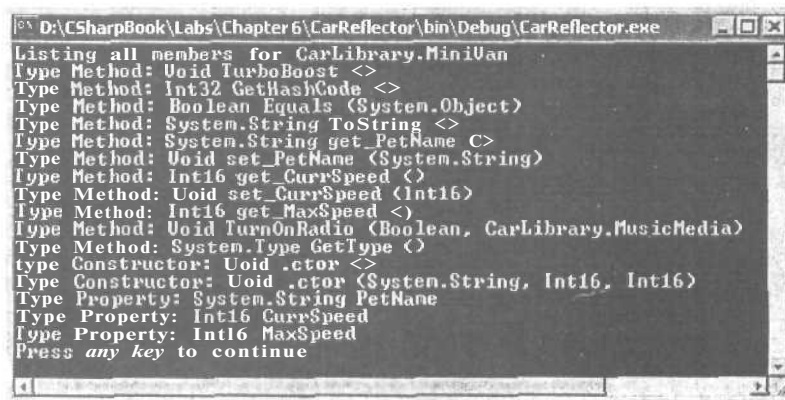 D:\CSharpBook\Labs\Chapter 6\CarReflector\bin\Debug\CarReflector.exe
Listing all members for CarLibrary.MiniVan
Type Method: Void TurboBoost <>
Type Method: Int32 GetHashCode <>
Type Method: Boolean Equals (System.Object)
Type Method: System.String ToString <>
Type Method: System.String get_PetName C>
Type Method: Void set_PetName (System.String)
Type Method: Int16 get_CurrSpeed ()
Type Method: Uoid set_CurrSpeed (Int16)
Type Method: Int16 get_MaxSpeed <)
Type Method: Void TurnOnRadio (Boolean, CarLibrary.MusicMedia)
Type Method: System.Type GetType ()
type Constructor: Uoid .ctor <>
Type Constructor: Uoid .ctor (System.String, Int16, Int16)
Type Property: System.String PetName
Type Property: Int16 CurrSpeed
Type Property: Intl6 MaxSpeed
Press any key to continue